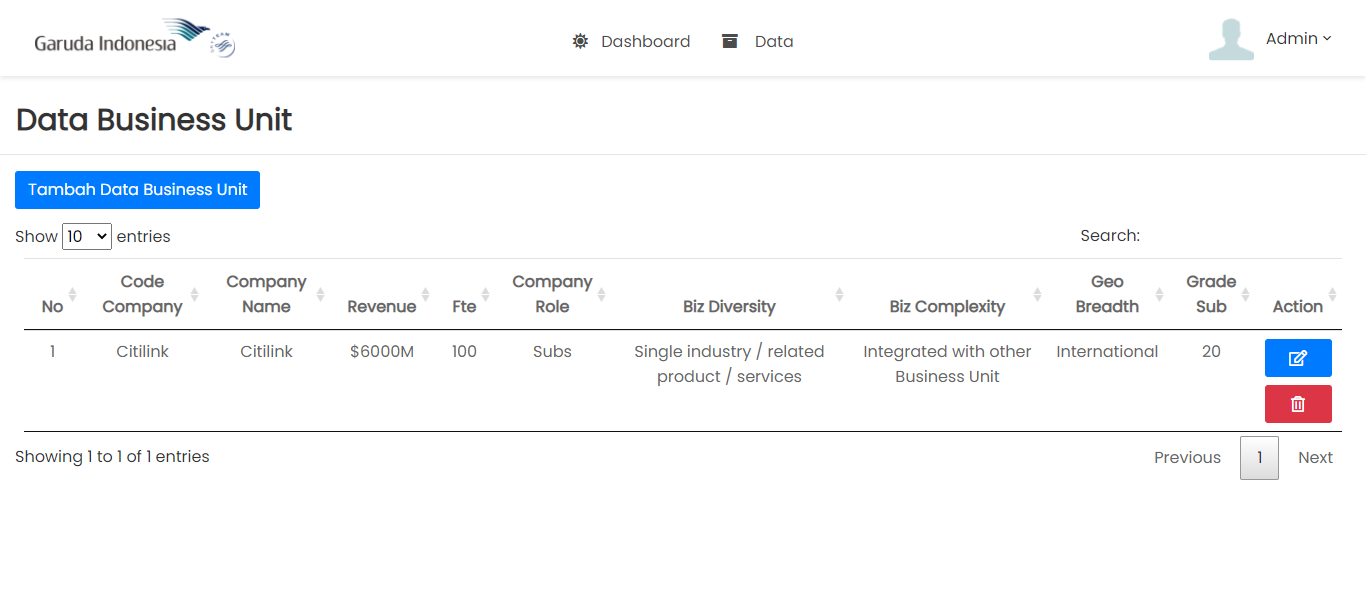 Garuda Indonesia
SKYTEAM
Dashboard
Data
Admin
Data Business Unit
Tambah Data Business Unit
Show 10 entries
Search:
No
Code Company
Company Name
Revenue
Fte
Company Role
Biz Diversity
Biz Complexity
Geo Breadth
Grade Sub
Action
1
Citilink
Citilink
$6000M
100
Subs
Single industry / related
product / services
Integrated with other
Business Unit
International
20
Showing 1 to 1 of 1 entries
Previous
1
Next